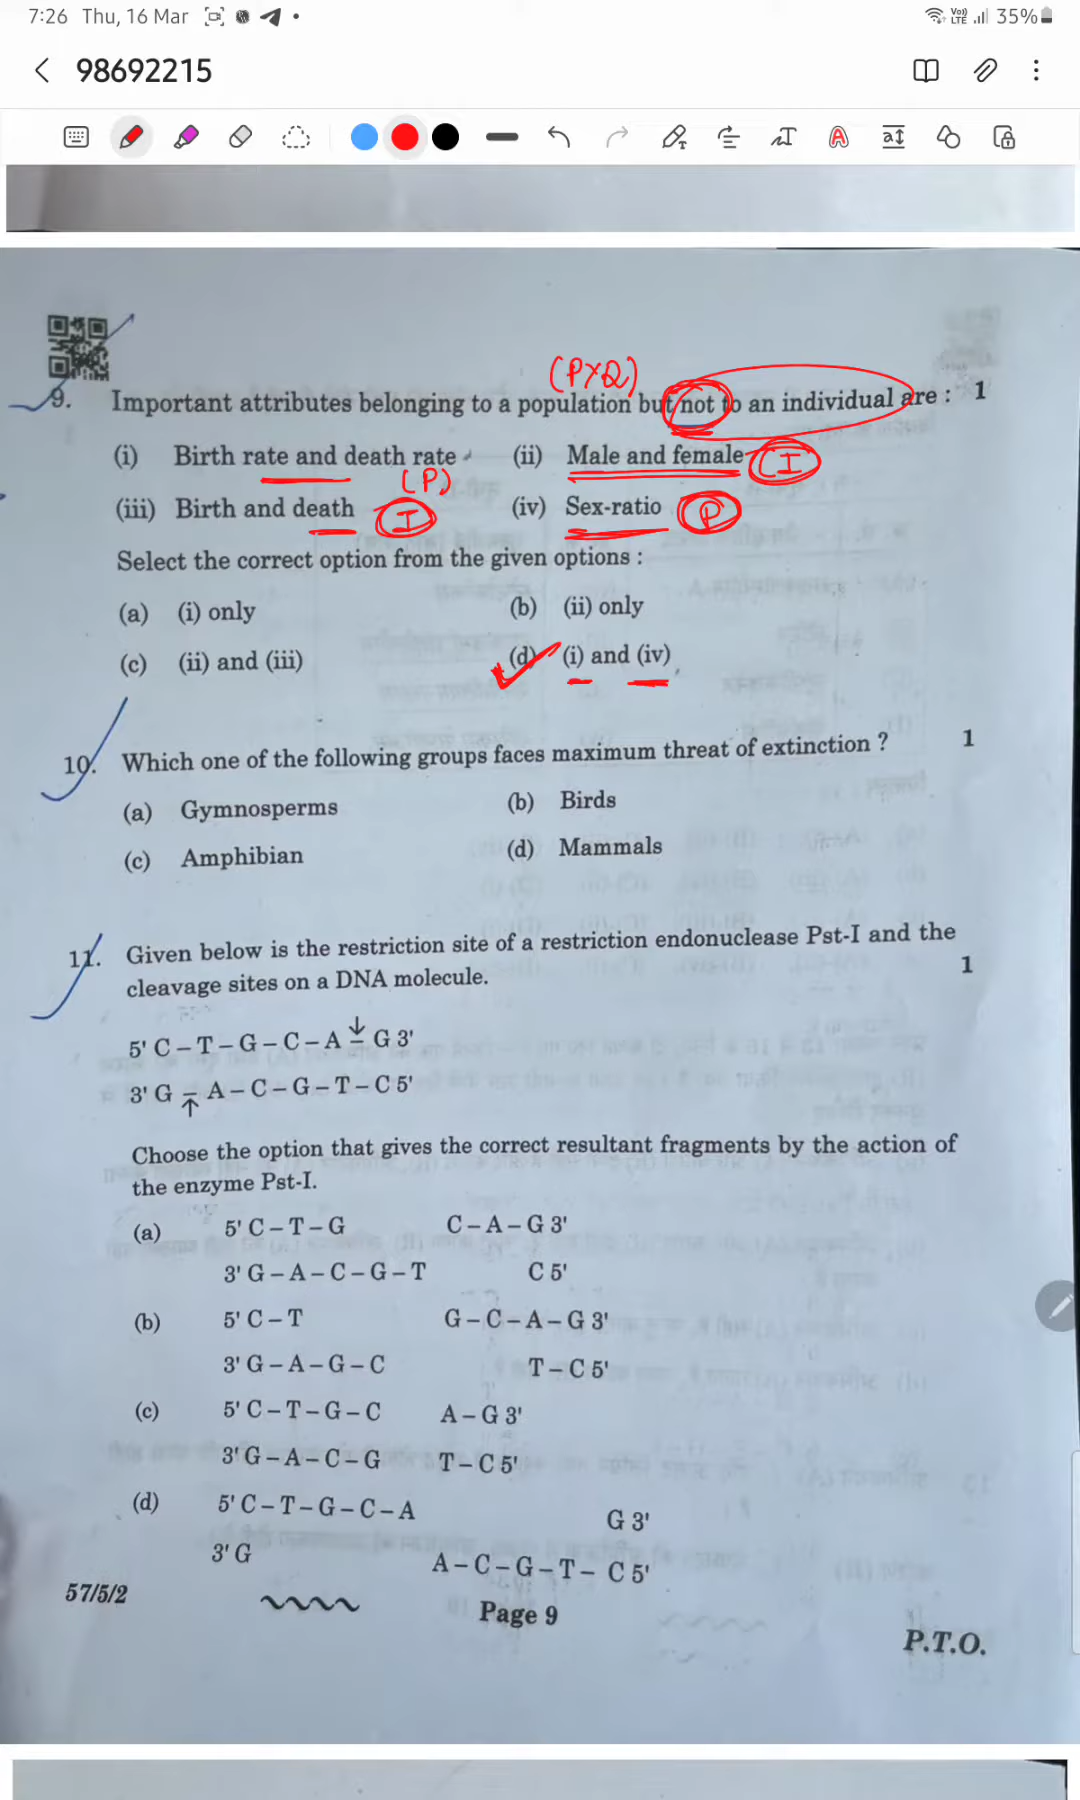 7:26 Thu, 16 Mar
35%
98692215
(P×Q)
9. Important attributes belonging to a population but not to an individual are : 1
(i) Birth rate and death rate (ii) Male and female I
(P)
(iii) Birth and death I (iv) Sex-ratio P
Select the correct option from the given options :
(a) (i) only (b) (ii) only
(c) (ii) and (iii) (d) (i) and (iv)
10. Which one of the following groups faces maximum threat of extinction ? 1
(a) Gymnosperms (b) Birds
(c) Amphibian (d) Mammals
11. Given below is the restriction site of a restriction endonuclease Pst-I and the
cleavage sites on a DNA molecule. 1
5' C – T – G – C – A ↓– G 3'
3' G –↑ A – C – G – T – C 5'
Choose the option that gives the correct resultant fragments by the action of
the enzyme Pst-I.
(a) 5' C – T – G C – A – G 3'
3' G – A – C – G – T C 5'
(b) 5' C – T G – C – A – G 3'
3' G – A – G – C T – C 5'
(c) 5' C – T – G – C A – G 3'
3' G – A – C – G T – C 5'
(d) 5' C – T – G – C – A G 3'
3' G A – C – G – T – C 5'
57/5/2 Page 9
P.T.O.